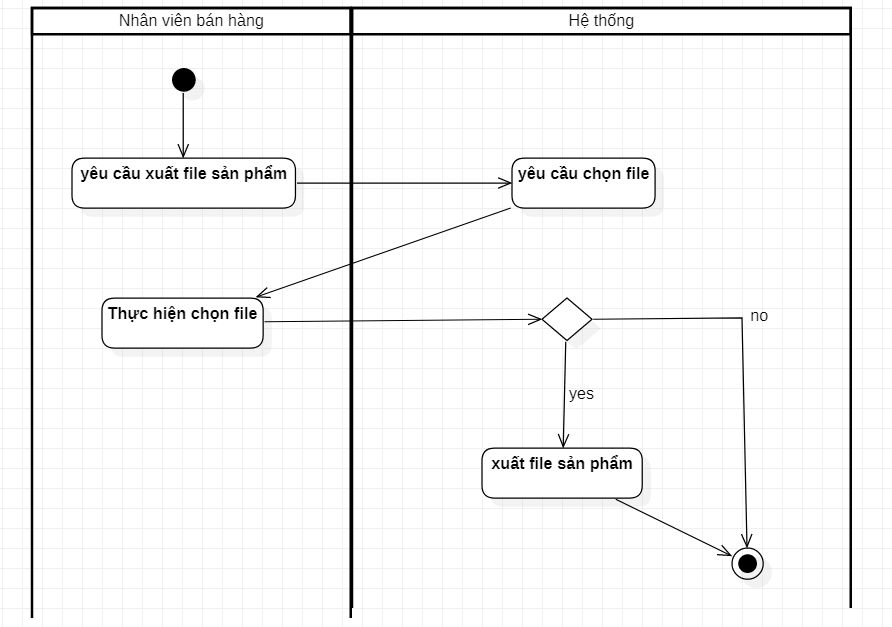 Nhân viên bán hàng
Hệ thống
yêu cầu xuất file sản phẩm
yêu cầu chọn file
Thực hiện chọn file
no
yes
xuất file sản phẩm